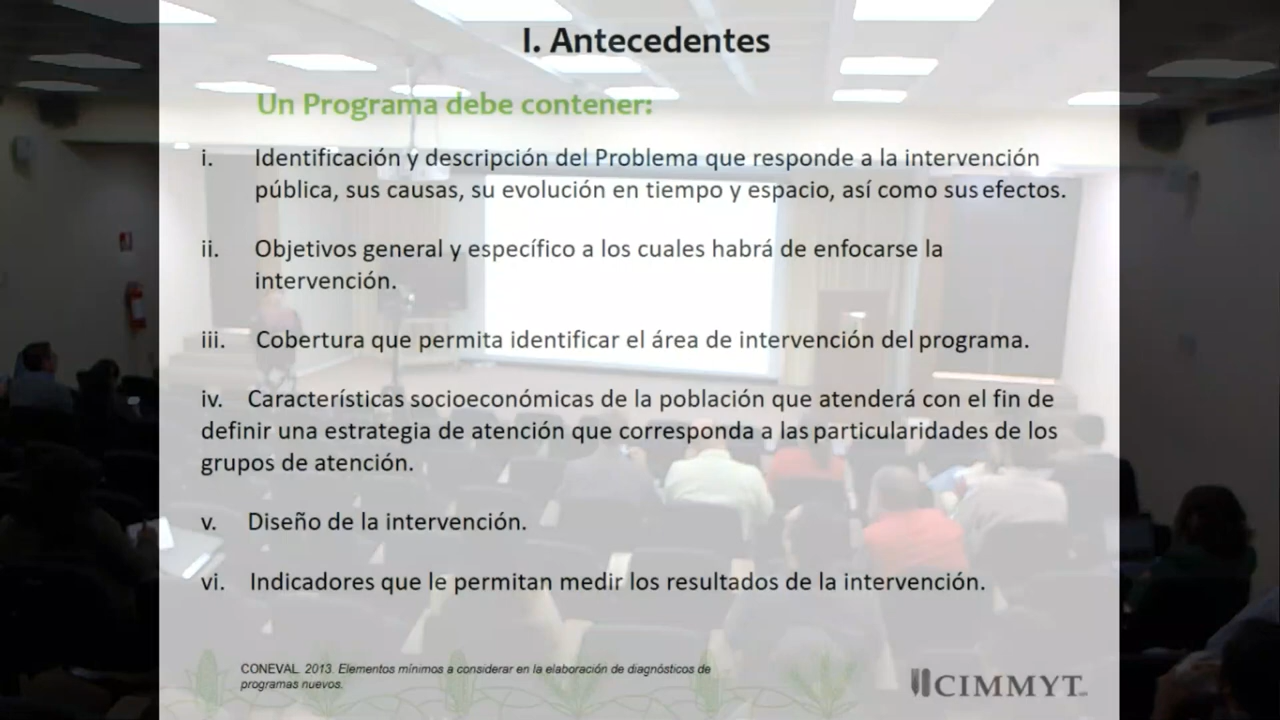 I. Antecedentes
Un Programa debe contener:
i. Identificación y descripción del Problema que responde a la intervención
pública, sus causas, su evolución en tiempo y espacio, así como sus efectos.
ii. Objetivos general y específico a los cuales habrá de enfocarse la
intervención.
iii. Cobertura que permita identificar el área de intervención del programa.
iv. Características socioeconómicas de la población que atenderá con el fin de
definir una estrategia de atención que corresponda a las particularidades de los
grupos de atención.
v. Diseño de la intervención.
vi. Indicadores que le permitan medir los resultados de la intervención.
CONEVAL. 2013. Elementos mínimos a considerar en la elaboración de diagnósticos de
programas nuevos.
CIMMYT